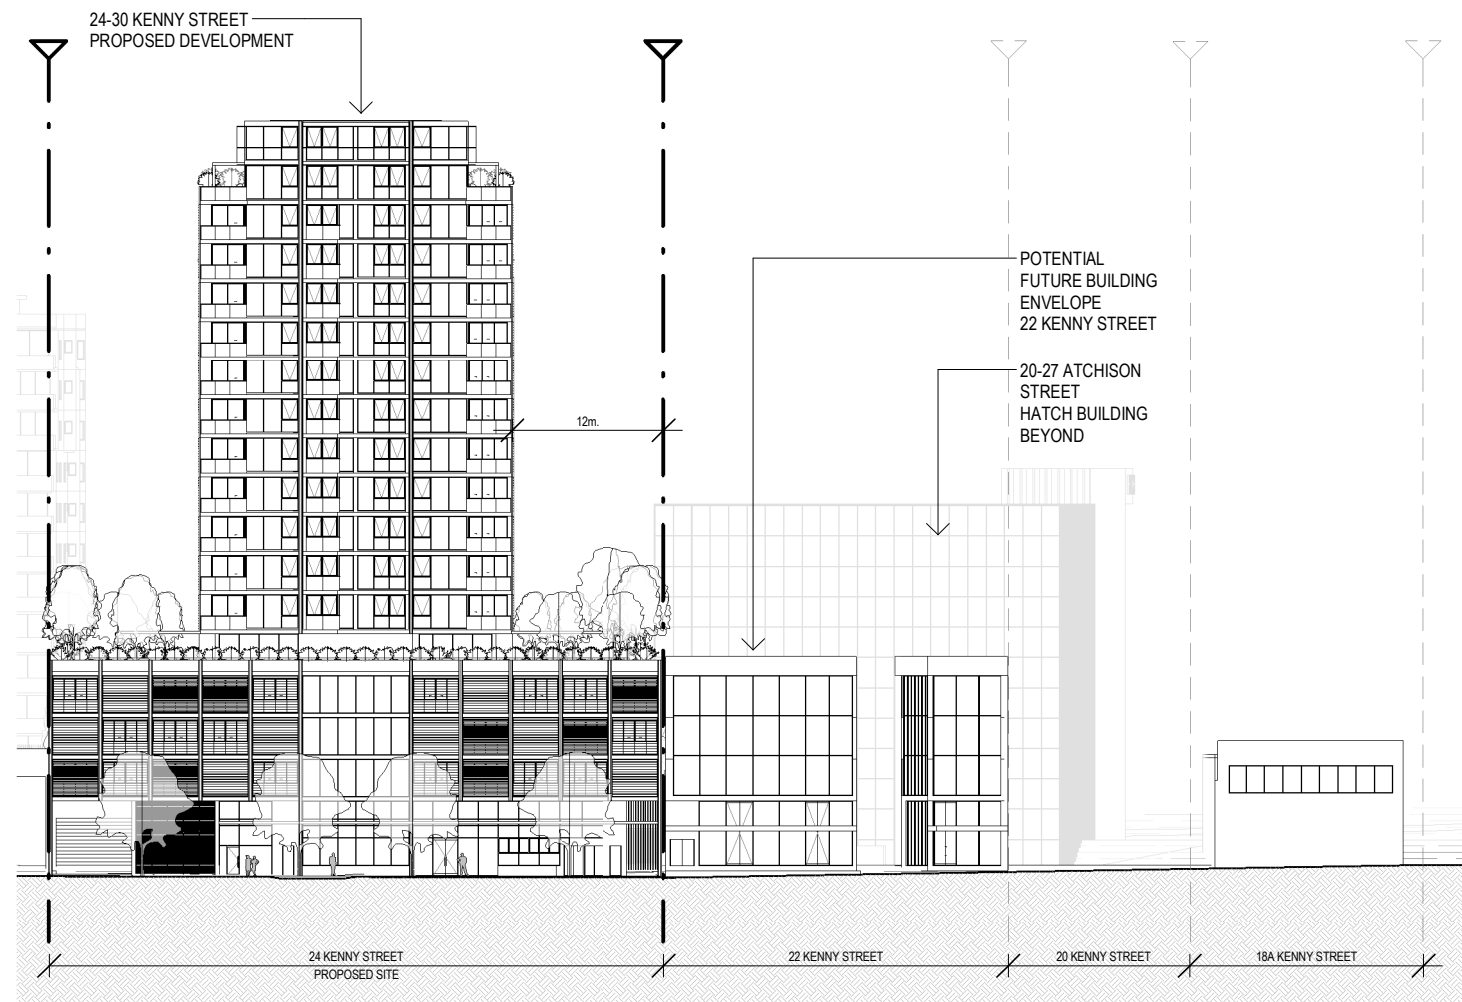 24-30 KENNY STREET
PROPOSED DEVELOPMENT
POTENTIAL
FUTURE BUILDING
ENVELOPE
22 KENNY STREET
20-27 ATCHISON
STREET
HATCH BUILDING
BEYOND
12m.
24 KENNY STREET
PROPOSED SITE
22 KENNY STREET
20 KENNY STREET
18A KENNY STREET